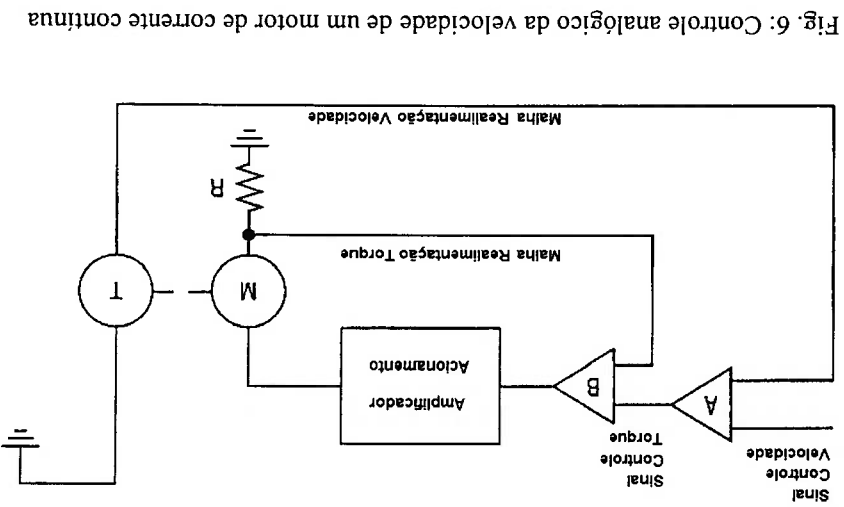 Sinal
Controle
Velocidade
A
Sinal
Controle
Torque
B
Amplificador
Acionamento
M
T
Malha Realimentação Torque
R
Malha Realimentação Velocidade
Fig. 6: Controle analógico da velocidade de um motor de corrente contínua